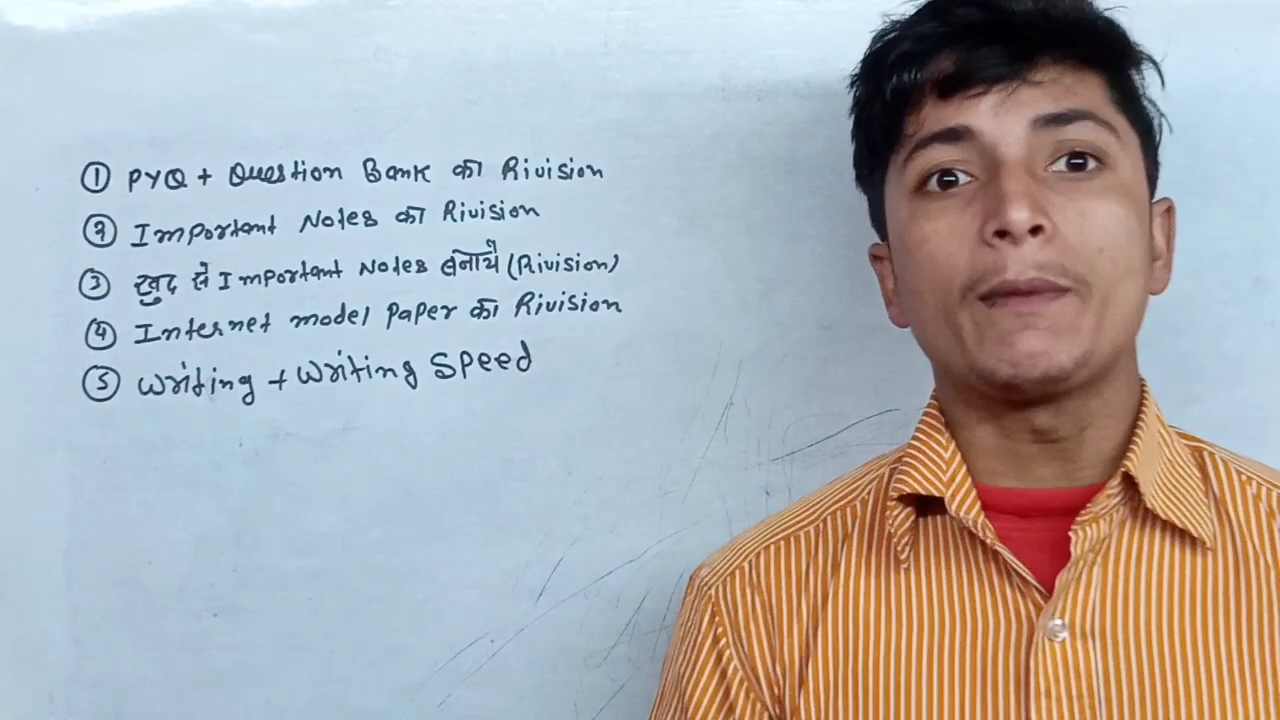 ① PYQ + Question Bank का Rivision
② Important Notes का Rivision
③ खुद से Important Notes बनाये (Rivision)
④ Internet model Paper का Rivision
⑤ Writing + Writing Speed